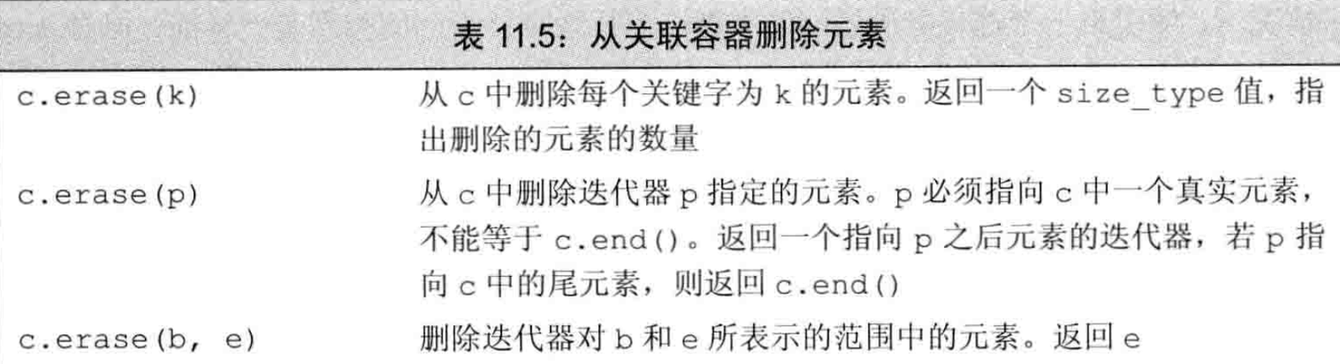 表 11.5：从关联容器删除元素
c.erase(k) 从 c 中删除每个关键字为 k 的元素。返回一个 size_type 值，指
出删除的元素的数量
c.erase(p) 从 c 中删除迭代器 p 指定的元素。p 必须指向 c 中一个真实元素，
不能等于 c.end()。返回一个指向 p 之后元素的迭代器，若 p 指
向 c 中的尾元素，则返回 c.end()
c.erase(b, e) 删除迭代器对 b 和 e 所表示的范围中的元素。返回 e